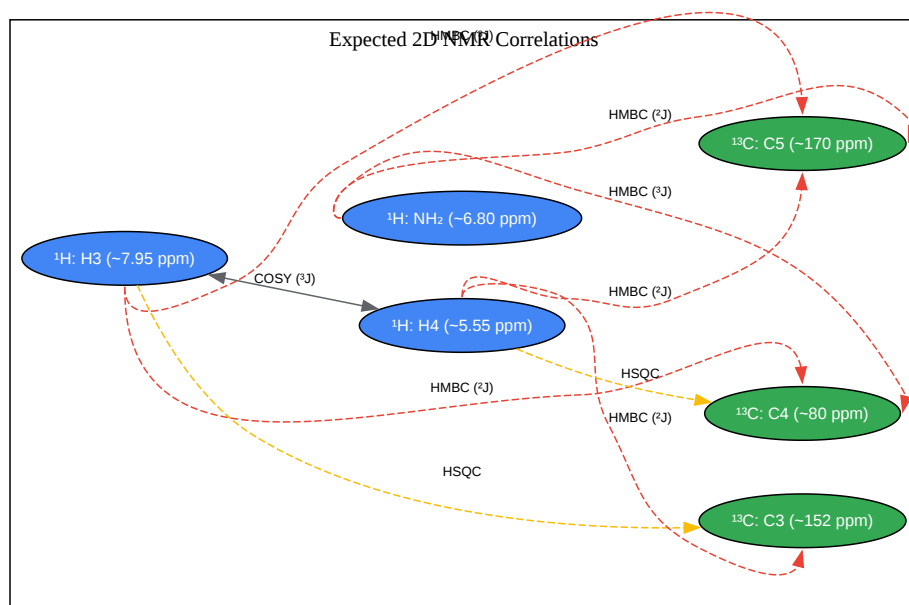 Expected 2D NMR Correlations
HMBC
HMBC (²J)
¹³C: C5 (~170 ppm)
HMBC (³J)
¹H: NH₂ (~6.80 ppm)
¹H: H3 (~7.95 ppm)
COSY (³J)
HMBC (²J)
¹H: H4 (~5.55 ppm)
HSQC
HMBC (²J)
¹³C: C4 (~80 ppm)
HMBC (²J)
HSQC
¹³C: C3 (~152 ppm)